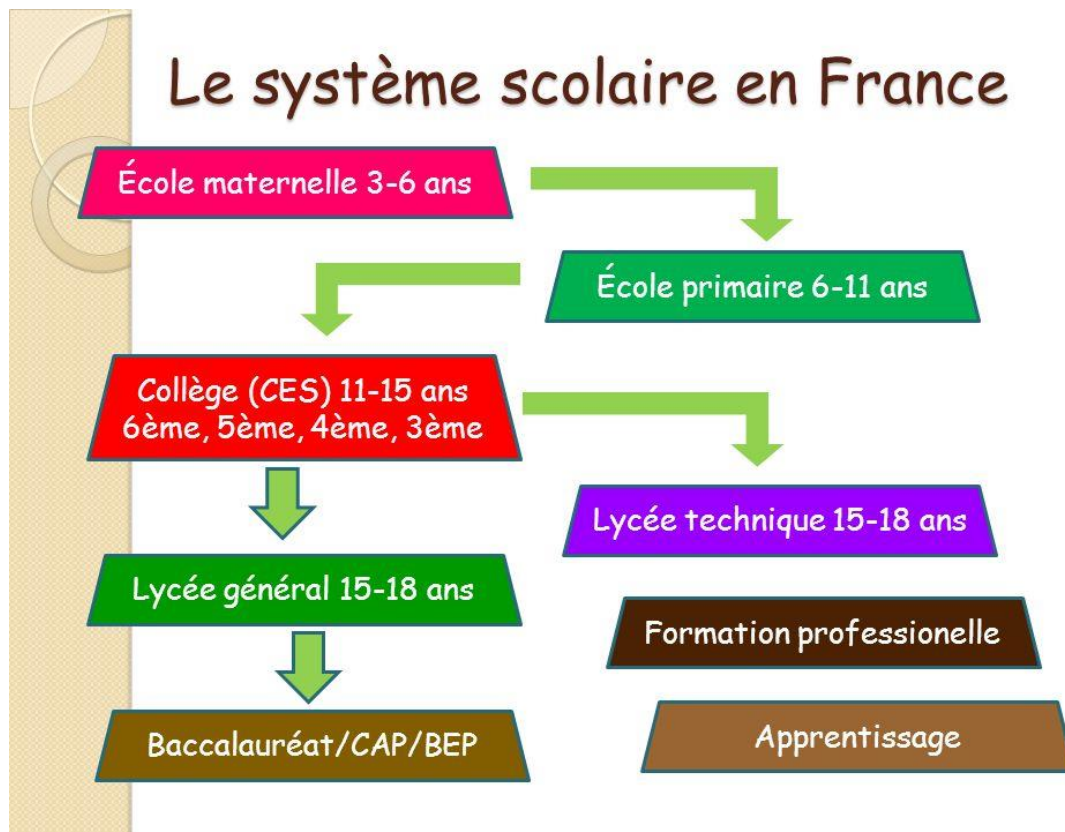 Le système scolaire en France
École maternelle 3-6 ans
École primaire 6-11 ans
Collège (CES) 11-15 ans
6ème, 5ème, 4ème, 3ème
Lycée technique 15-18 ans
Lycée général 15-18 ans
Formation professionelle
Baccalauréat/CAP/BEP
Apprentissage